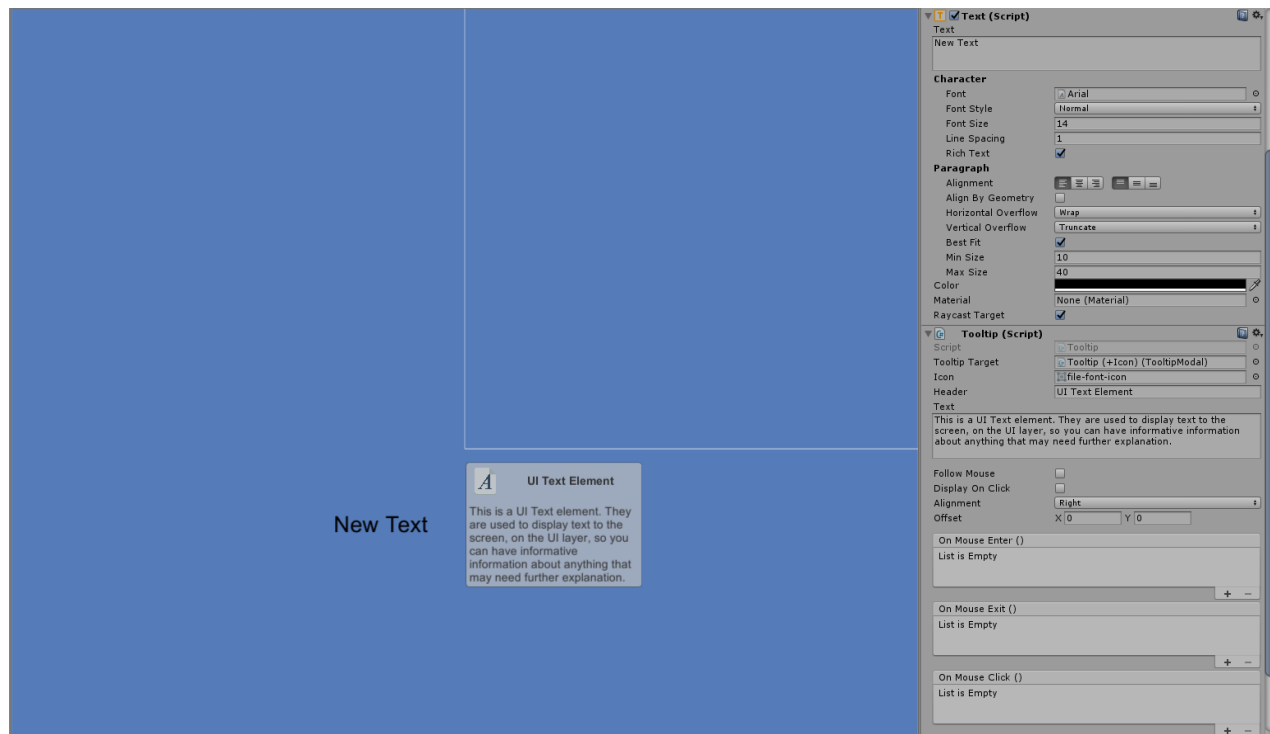 New Text
A
UI Text Element
This is a UI Text element. They
are used to display text to the
screen, on the UI layer, so you
can have informative
information about anything that
may need further explanation.
T Text (Script)
Text
New Text
Character
Font Arial
Font Style Normal
Font Size 14
Line Spacing 1
Rich Text
Paragraph
Alignment
Align By Geometry
Horizontal Overflow Wrap
Vertical Overflow Truncate
Best Fit
Min Size 10
Max Size 40
Color
Material None (Material)
Raycast Target
Tooltip (Script)
Script Tooltip
Tooltip Target Tooltip (+Icon) (TooltipModal)
Icon file-font-icon
Header UI Text Element
Text
This is a UI Text element. They are used to display text to the
screen, on the UI layer, so you can have informative information
about anything that may need further explanation.
Follow Mouse
Display On Click
Alignment Right
Offset X 0 Y 0
On Mouse Enter ()
List is Empty
+ −
On Mouse Exit ()
List is Empty
+ −
On Mouse Click ()
List is Empty
+ −